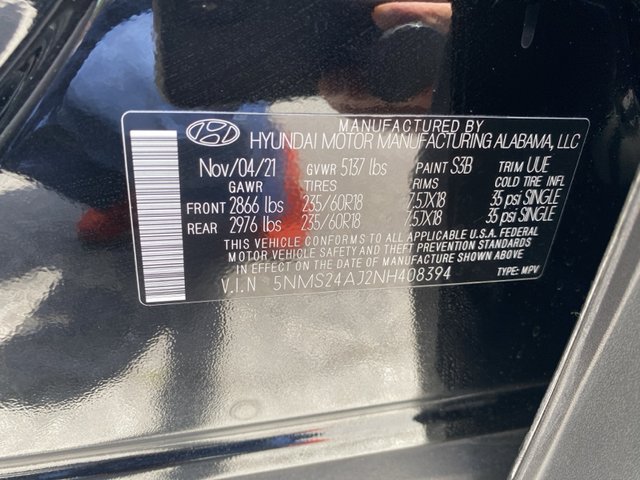 MANUFACTURED BY
HYUNDAI MOTOR MANUFACTURING ALABAMA, LLC
Nov/04/21 GVWR 5137 lbs PAINT S3B TRIM UUE
GAWR TIRES RIMS COLD TIRE INFL
FRONT 2866 lbs 235/60R18 7.5JX18 35 psi SINGLE
REAR 2976 lbs 235/60R18 7.5JX18 35 psi SINGLE
THIS VEHICLE CONFORMS TO ALL APPLICABLE U.S.A. FEDERAL
MOTOR VEHICLE SAFETY AND THEFT PREVENTION STANDARDS
IN EFFECT ON THE DATE OF MANUFACTURE SHOWN ABOVE
V.I.N 5NMS24AJ2NH408394 TYPE: MPV